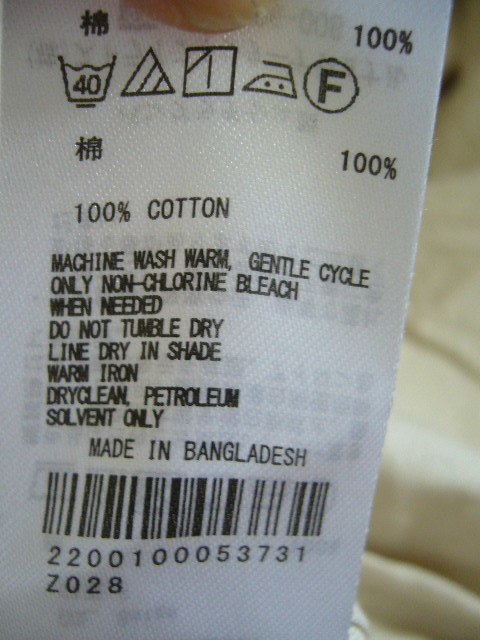 棉 100%
40 F
棉 100%
100% COTTON
MACHINE WASH WARM, GENTLE CYCLE
ONLY NON-CHLORINE BLEACH
WHEN NEEDED
DO NOT TUMBLE DRY
LINE DRY IN SHADE
WARM IRON
DRYCLEAN, PETROLEUM
SOLVENT ONLY
MADE IN BANGLADESH
2200100053731
Z028